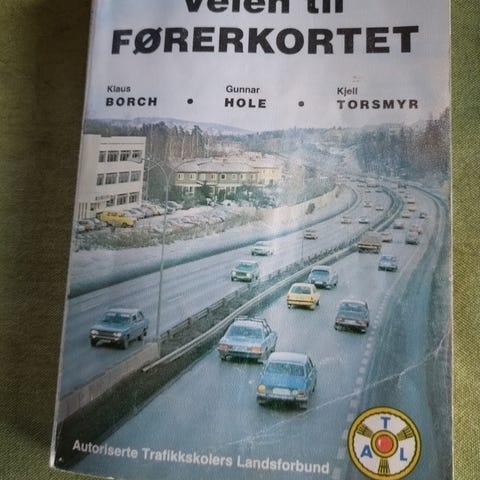 Veien til
FØRERKORTET
Klaus
BORCH
•
Gunnar
HOLE
•
Kjell
TORSMYR
Autoriserte Trafikkskolers Landsforbund
T
A L